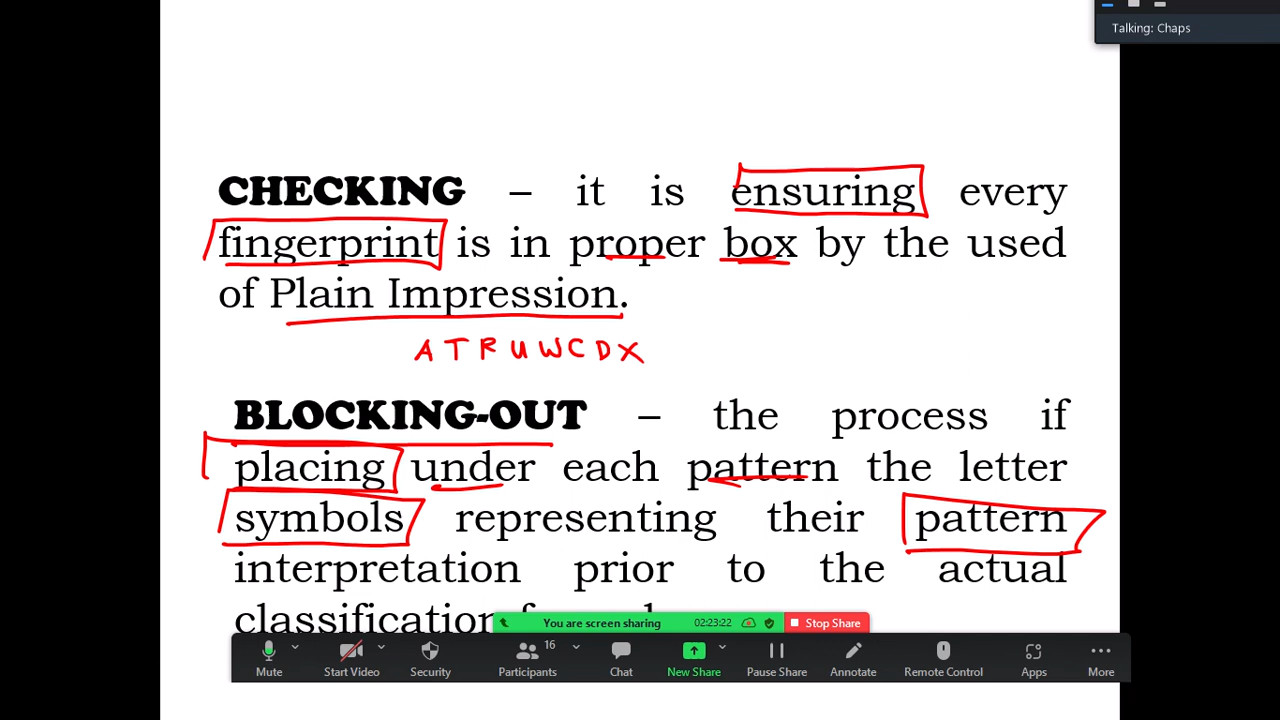 Talking: Chaps
CHECKING – it is ensuring every
fingerprint is in proper box by the used
of Plain Impression.
A T R U W C D X
BLOCKING-OUT – the process if
placing under each pattern the letter
symbols representing their pattern
interpretation prior to the actual
classification
You are screen sharing 02:23:22 Stop Share
Mute Start Video Security Participants 16 Chat New Share Pause Share Annotate Remote Control Apps More